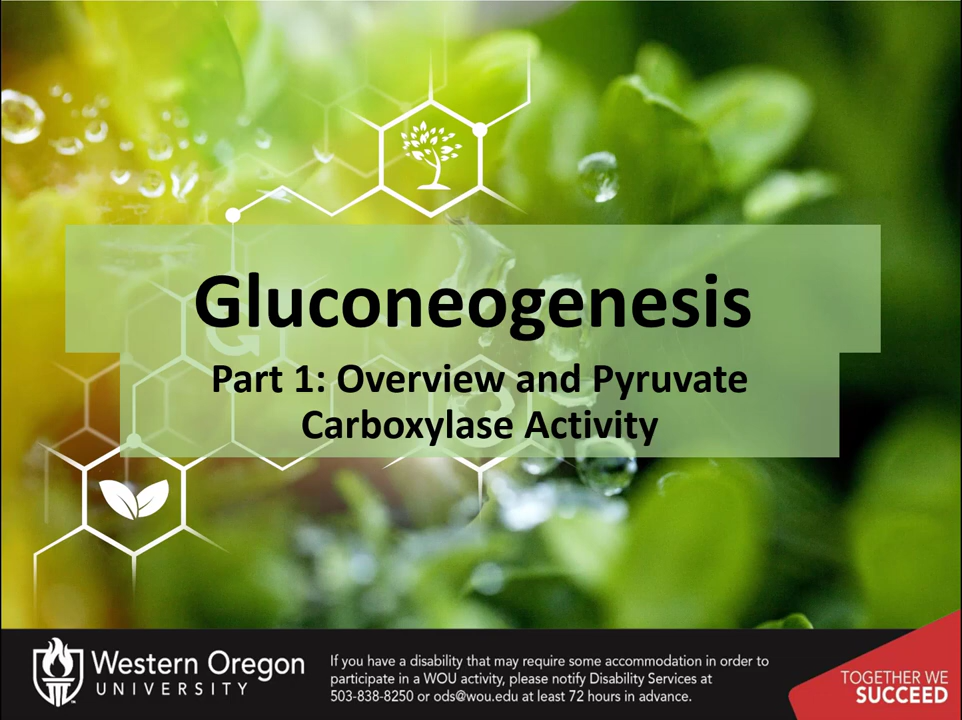 Gluconeogenesis
Part 1: Overview and Pyruvate
Carboxylase Activity
Western Oregon
UNIVERSITY
If you have a disability that may require some accommodation in order to
participate in a WOU activity, please notify Disability Services at
503-838-8250 or ods@wou.edu at least 72 hours in advance.
TOGETHER WE
SUCCEED